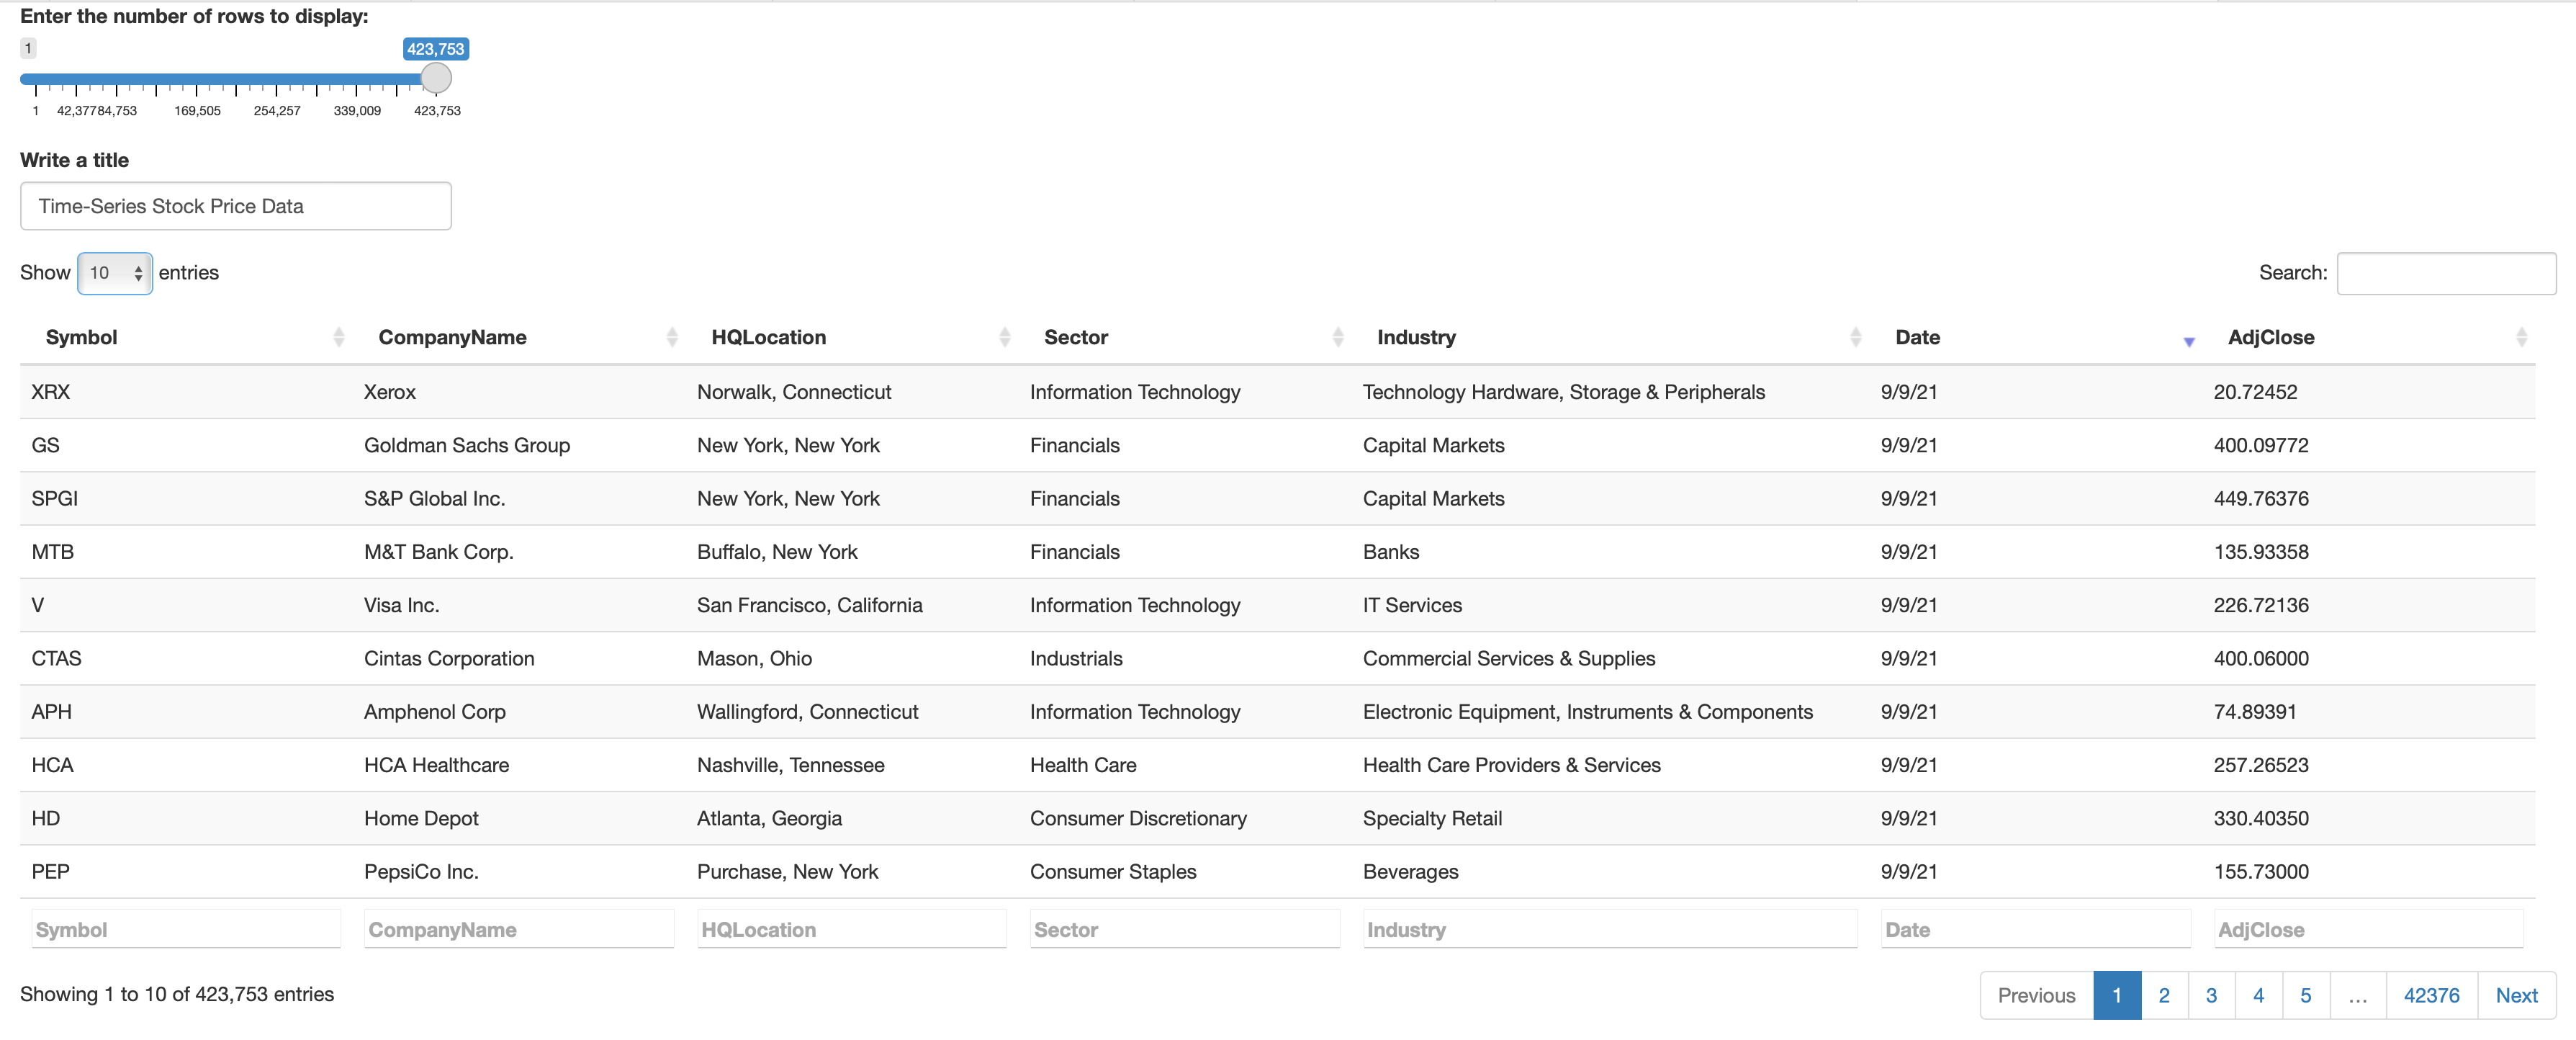 Enter the number of rows to display:
1 423,753
1 42,377 84,753 169,505 254,257 339,009 423,753
Write a title
Time-Series Stock Price Data
Show 10 entries Search:
Symbol CompanyName HQLocation Sector Industry Date AdjClose
XRX Xerox Norwalk, Connecticut Information Technology Technology Hardware, Storage & Peripherals 9/9/21 20.72452
GS Goldman Sachs Group New York, New York Financials Capital Markets 9/9/21 400.09772
SPGI S&P Global Inc. New York, New York Financials Capital Markets 9/9/21 449.76376
MTB M&T Bank Corp. Buffalo, New York Financials Banks 9/9/21 135.93358
V Visa Inc. San Francisco, California Information Technology IT Services 9/9/21 226.72136
CTAS Cintas Corporation Mason, Ohio Industrials Commercial Services & Supplies 9/9/21 400.06000
APH Amphenol Corp Wallingford, Connecticut Information Technology Electronic Equipment, Instruments & Components 9/9/21 74.89391
HCA HCA Healthcare Nashville, Tennessee Health Care Health Care Providers & Services 9/9/21 257.26523
HD Home Depot Atlanta, Georgia Consumer Discretionary Specialty Retail 9/9/21 330.40350
PEP PepsiCo Inc. Purchase, New York Consumer Staples Beverages 9/9/21 155.73000
Symbol CompanyName HQLocation Sector Industry Date AdjClose
Showing 1 to 10 of 423,753 entries Previous 1 2 3 4 5 … 42376 Next